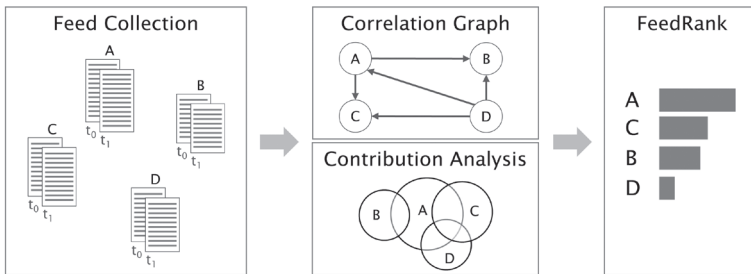 Feed Collection
A
t0 t1
B
t0 t1
C
t0 t1
D
t0 t1
Correlation Graph
A B
C D
Contribution Analysis
B A C
D
FeedRank
A
C
B
D